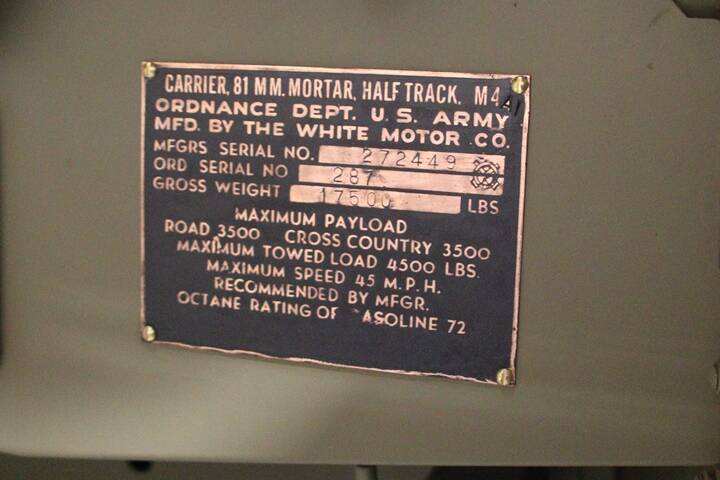 CARRIER, 81 MM. MORTAR, HALF TRACK, M4A1
ORDNANCE DEPT. U. S. ARMY
MFD. BY THE WHITE MOTOR CO.
MFGRS SERIAL NO. 272449
ORD SERIAL NO 287
GROSS WEIGHT 17500 LBS
MAXIMUM PAYLOAD
ROAD 3500 CROSS COUNTRY 3500
MAXIMUM TOWED LOAD 4500 LBS.
MAXIMUM SPEED 45 M.P.H.
RECOMMENDED BY MFGR.
OCTANE RATING OF ASOLINE 72